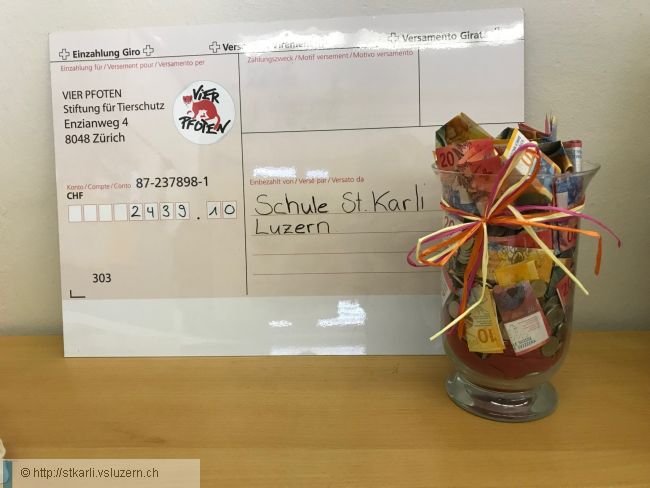 Einzahlung Giro
Versamento Girata
Einzahlung für / Versement pour / Versamento per
Zahlungszweck / Motif versement / Motivo versamento
VIER PFOTEN
Stiftung für Tierschutz
Enzianweg 4
8048 Zürich
VIER
PFOTEN
Konto / Compte / Conto 87-237898-1
CHF
2439.10
303
Einbezahlt von / Versé par / Versato da
Schule St. Karli
Luzern
20
10
20
10
© http://stkarli.vsluzern.ch